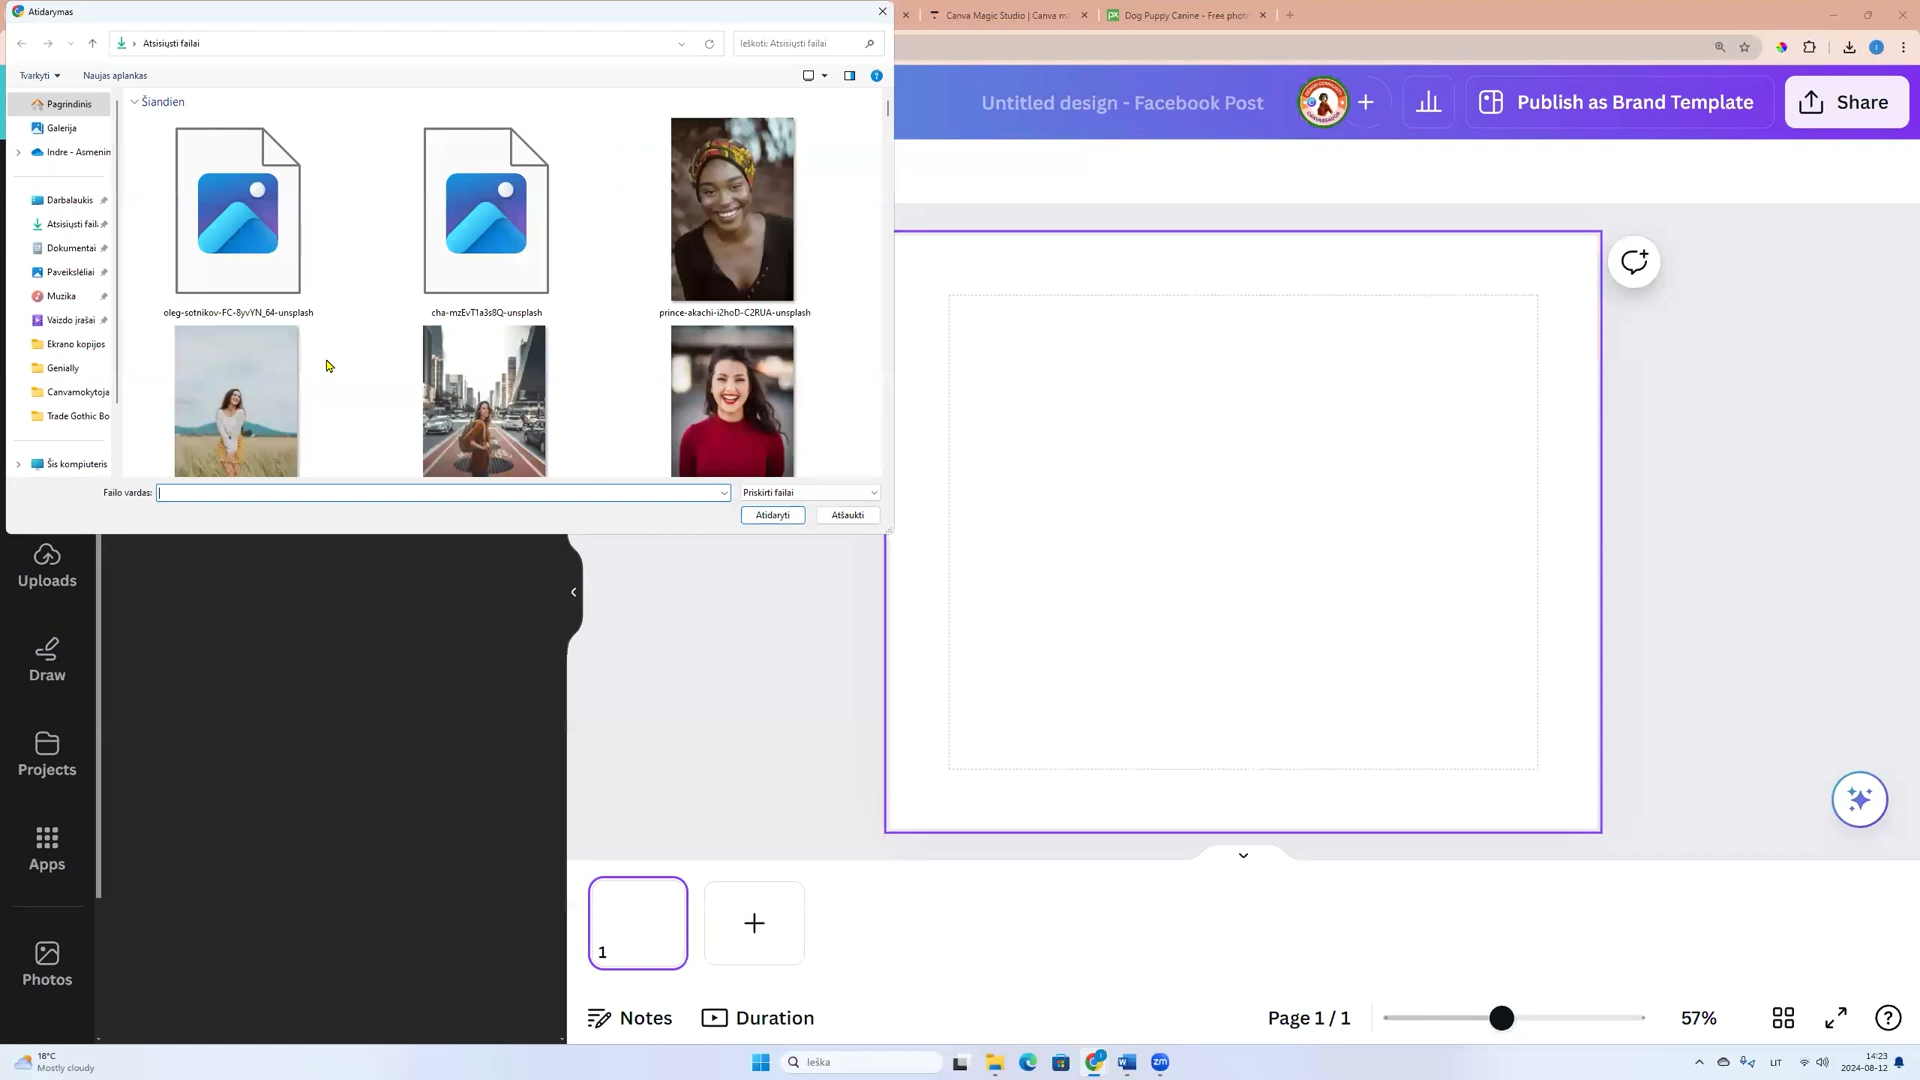 Atidarymas
Canva Magic Studio | Canva ma
Dog Puppy Canine - Free phot
Atsisiųsti failai
Ieškoti: Atsisiųsti failai
Tvarkyti
Naujas aplankas
Untitled design - Facebook Post
Publish as Brand Template
Share
Pagrindinis
Galerija
Indre - Asmenin
Darbalaukis
Atsisiųsti faila
Dokumentai
Paveikslėliai
Muzika
Vaizdo įrašai
Ekrano kopijos
Genially
Canvamokytoja
Trade Gothic Bo
Šis kompiuteris
Šiandien
oleg-sotnikov-FC-8yvYN_64-unsplash
cha-mzEvT1a3s8Q-unsplash
prince-akachi-i2hoD-C2RUA-unsplash
Failo vardas:
Priskirti failai
Atidaryti
Atšaukti
Uploads
Draw
Projects
Apps
Photos
1
Notes
Duration
Page 1 / 1
57%
18°C
Mostly cloudy
Ieška
LIT
14:23
2024-08-12